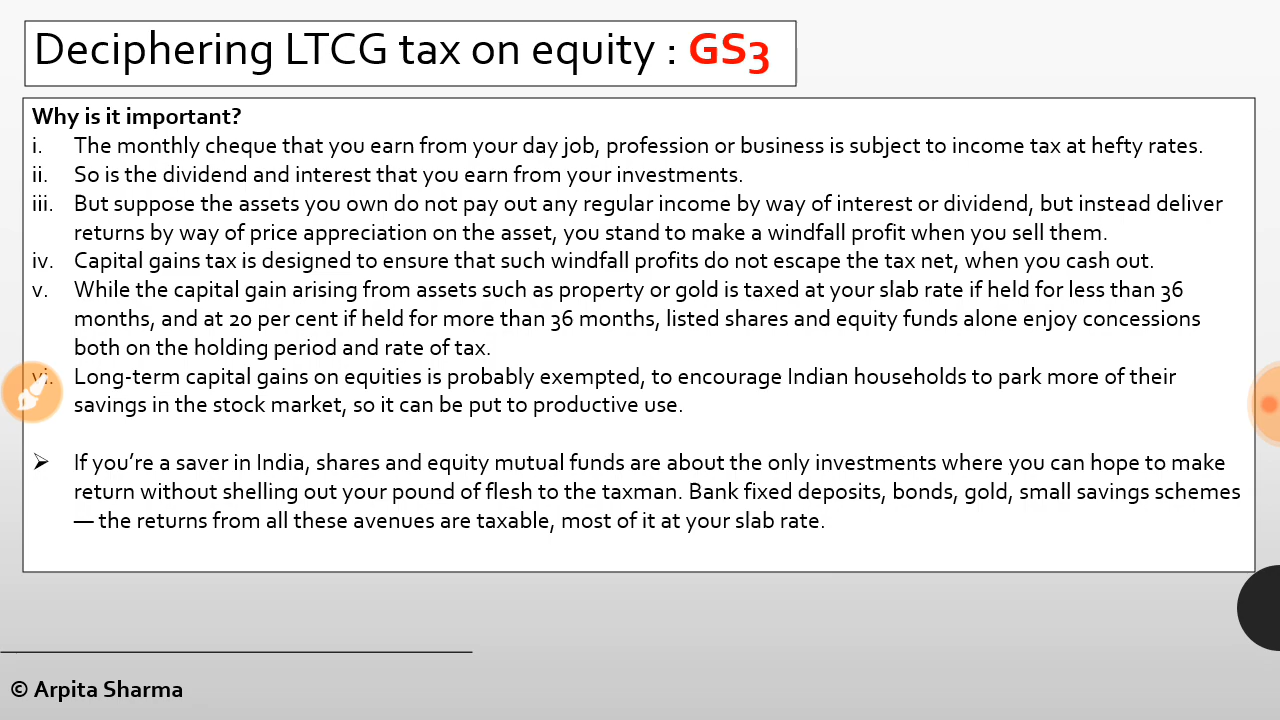 Deciphering LTCG tax on equity : GS3
Why is it important?
i. The monthly cheque that you earn from your day job, profession or business is subject to income tax at hefty rates.
ii. So is the dividend and interest that you earn from your investments.
iii. But suppose the assets you own do not pay out any regular income by way of interest or dividend, but instead deliver
returns by way of price appreciation on the asset, you stand to make a windfall profit when you sell them.
iv. Capital gains tax is designed to ensure that such windfall profits do not escape the tax net, when you cash out.
v. While the capital gain arising from assets such as property or gold is taxed at your slab rate if held for less than 36
months, and at 20 per cent if held for more than 36 months, listed shares and equity funds alone enjoy concessions
both on the holding period and rate of tax.
vi. Long-term capital gains on equities is probably exempted, to encourage Indian households to park more of their
savings in the stock market, so it can be put to productive use.
➢ If you’re a saver in India, shares and equity mutual funds are about the only investments where you can hope to make
return without shelling out your pound of flesh to the taxman. Bank fixed deposits, bonds, gold, small savings schemes
— the returns from all these avenues are taxable, most of it at your slab rate.
© Arpita Sharma